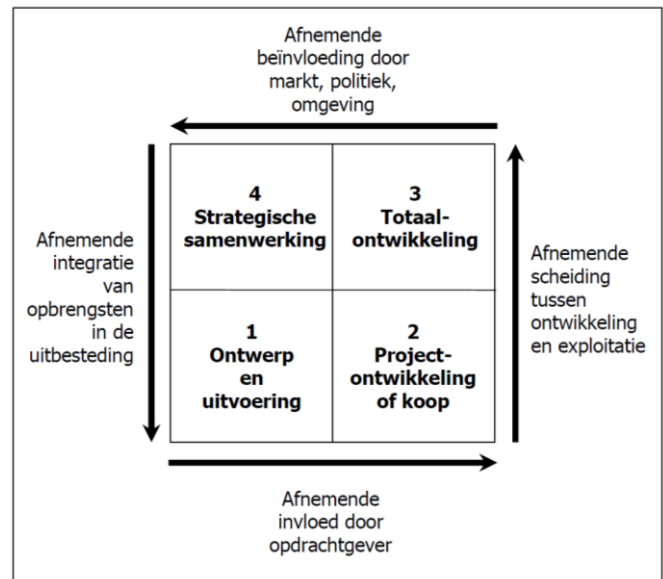 Afnemende
beïnvloeding door
markt, politiek,
omgeving
4
Strategische
samenwerking
3
Totaal-
ontwikkeling
Afnemende
integratie
van
opbrengsten
in de
uitbesteding
Afnemende
scheiding
tussen
ontwikkeling
en exploitatie
1
Ontwerp
en
uitvoering
2
Project-
ontwikkeling
of koop
Afnemende
invloed door
opdrachtgever